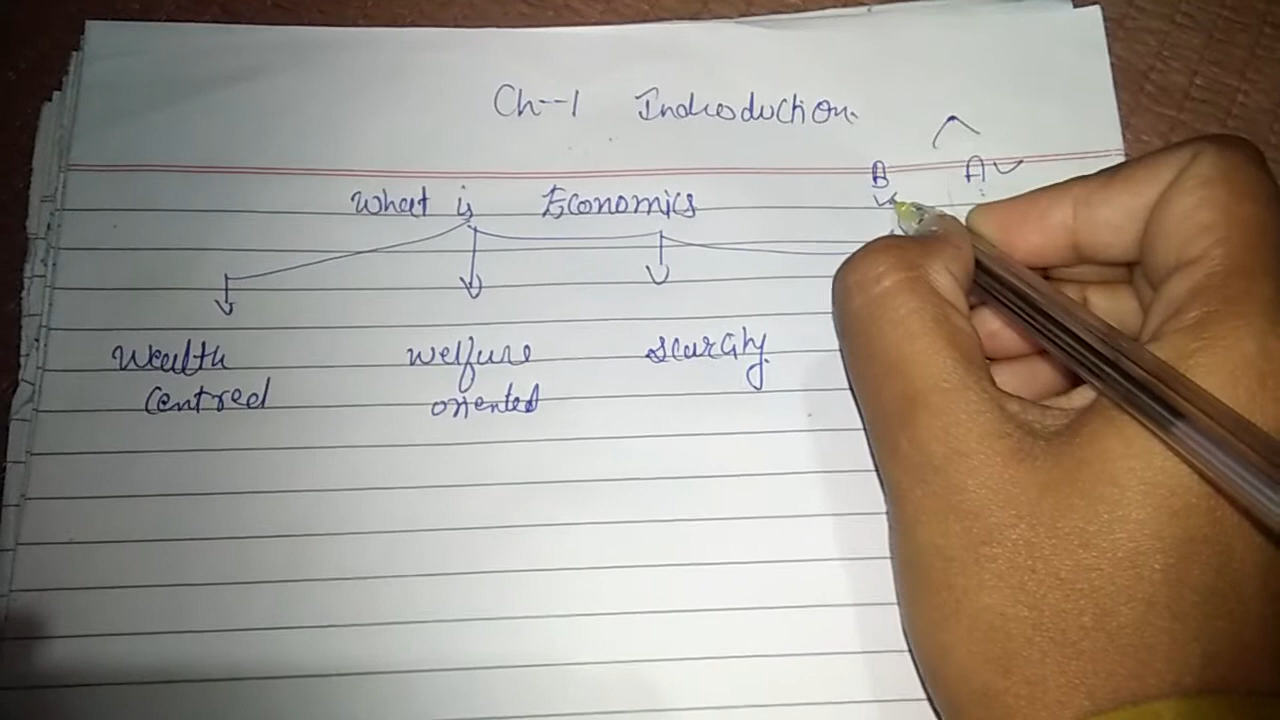 Ch--1 Introduction.
B A
What is Economics
Wealth Centred
Welfare oriented
Scarcity